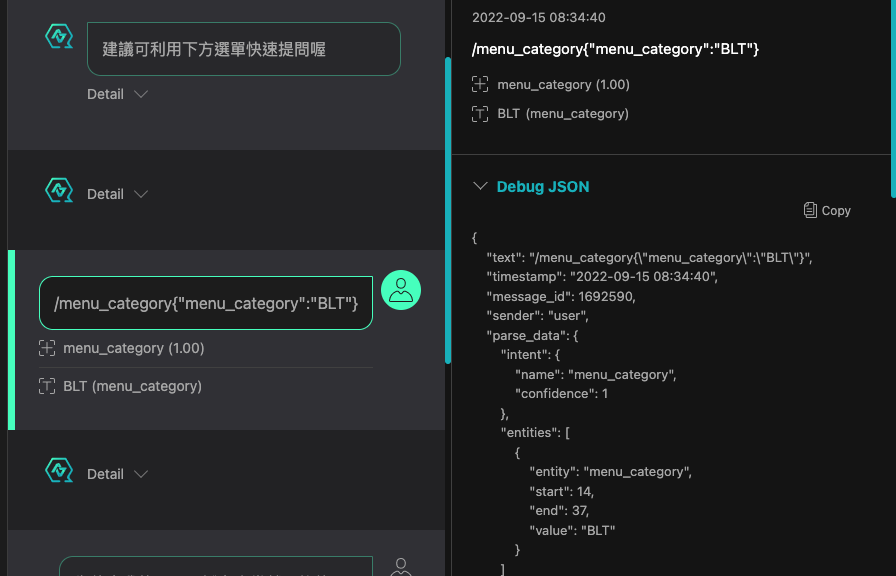 建議可利用下方選單快速提問喔
Detail
Detail
/menu_category{"menu_category":"BLT"}
menu_category (1.00)
BLT (menu_category)
Detail
2022-09-15 08:34:40
/menu_category{"menu_category":"BLT"}
menu_category (1.00)
BLT (menu_category)
Debug JSON
Copy
{
"text": "/menu_category{\"menu_category\":\"BLT\"}",
"timestamp": "2022-09-15 08:34:40",
"message_id": 1692590,
"sender": "user",
"parse_data": {
"intent": {
"name": "menu_category",
"confidence": 1
},
"entities": [
{
"entity": "menu_category",
"start": 14,
"end": 37,
"value": "BLT"
}
]